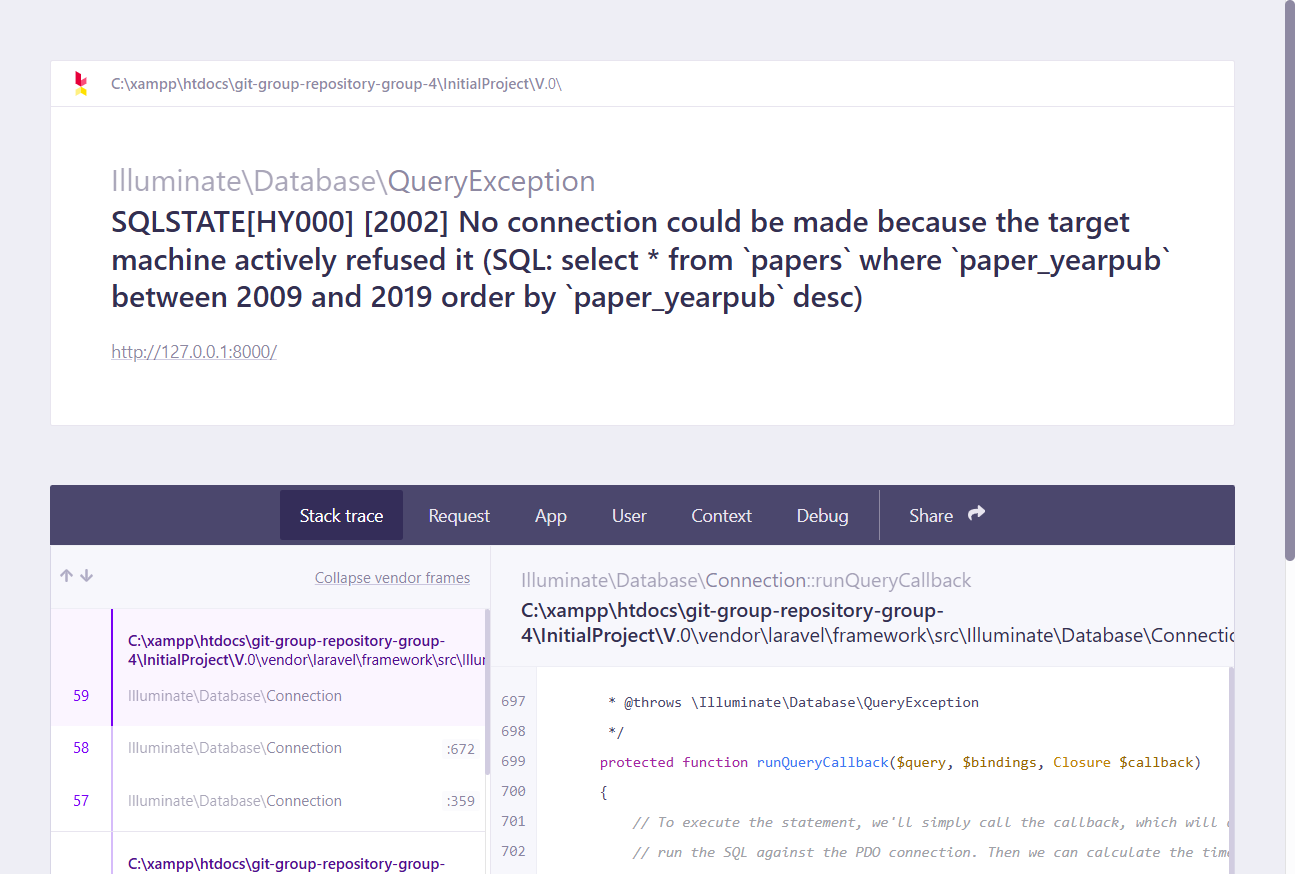 C:\xampp\htdocs\git-group-repository-group-4\InitialProject\V.0\
Illuminate\Database\QueryException
SQLSTATE[HY000] [2002] No connection could be made because the target
machine actively refused it (SQL: select * from `papers` where `paper_yearpub`
between 2009 and 2019 order by `paper_yearpub` desc)
http://127.0.0.1:8000/
Stack trace Request App User Context Debug Share
Collapse vendor frames
C:\xampp\htdocs\git-group-repository-group-
4\InitialProject\V.0\vendor\laravel\framework\src\Illum
59 Illuminate\Database\Connection
58 Illuminate\Database\Connection :672
57 Illuminate\Database\Connection :359
C:\xampp\htdocs\git-group-repository-group-
Illuminate\Database\Connection::runQueryCallback
C:\xampp\htdocs\git-group-repository-group-
4\InitialProject\V.0\vendor\laravel\framework\src\Illuminate\Database\Connectio
697 * @throws \Illuminate\Database\QueryException
698 */
699 protected function runQueryCallback($query, $bindings, Closure $callback)
700 {
701 // To execute the statement, we'll simply call the callback, which will
702 // run the SQL against the PDO connection. Then we can calculate the time